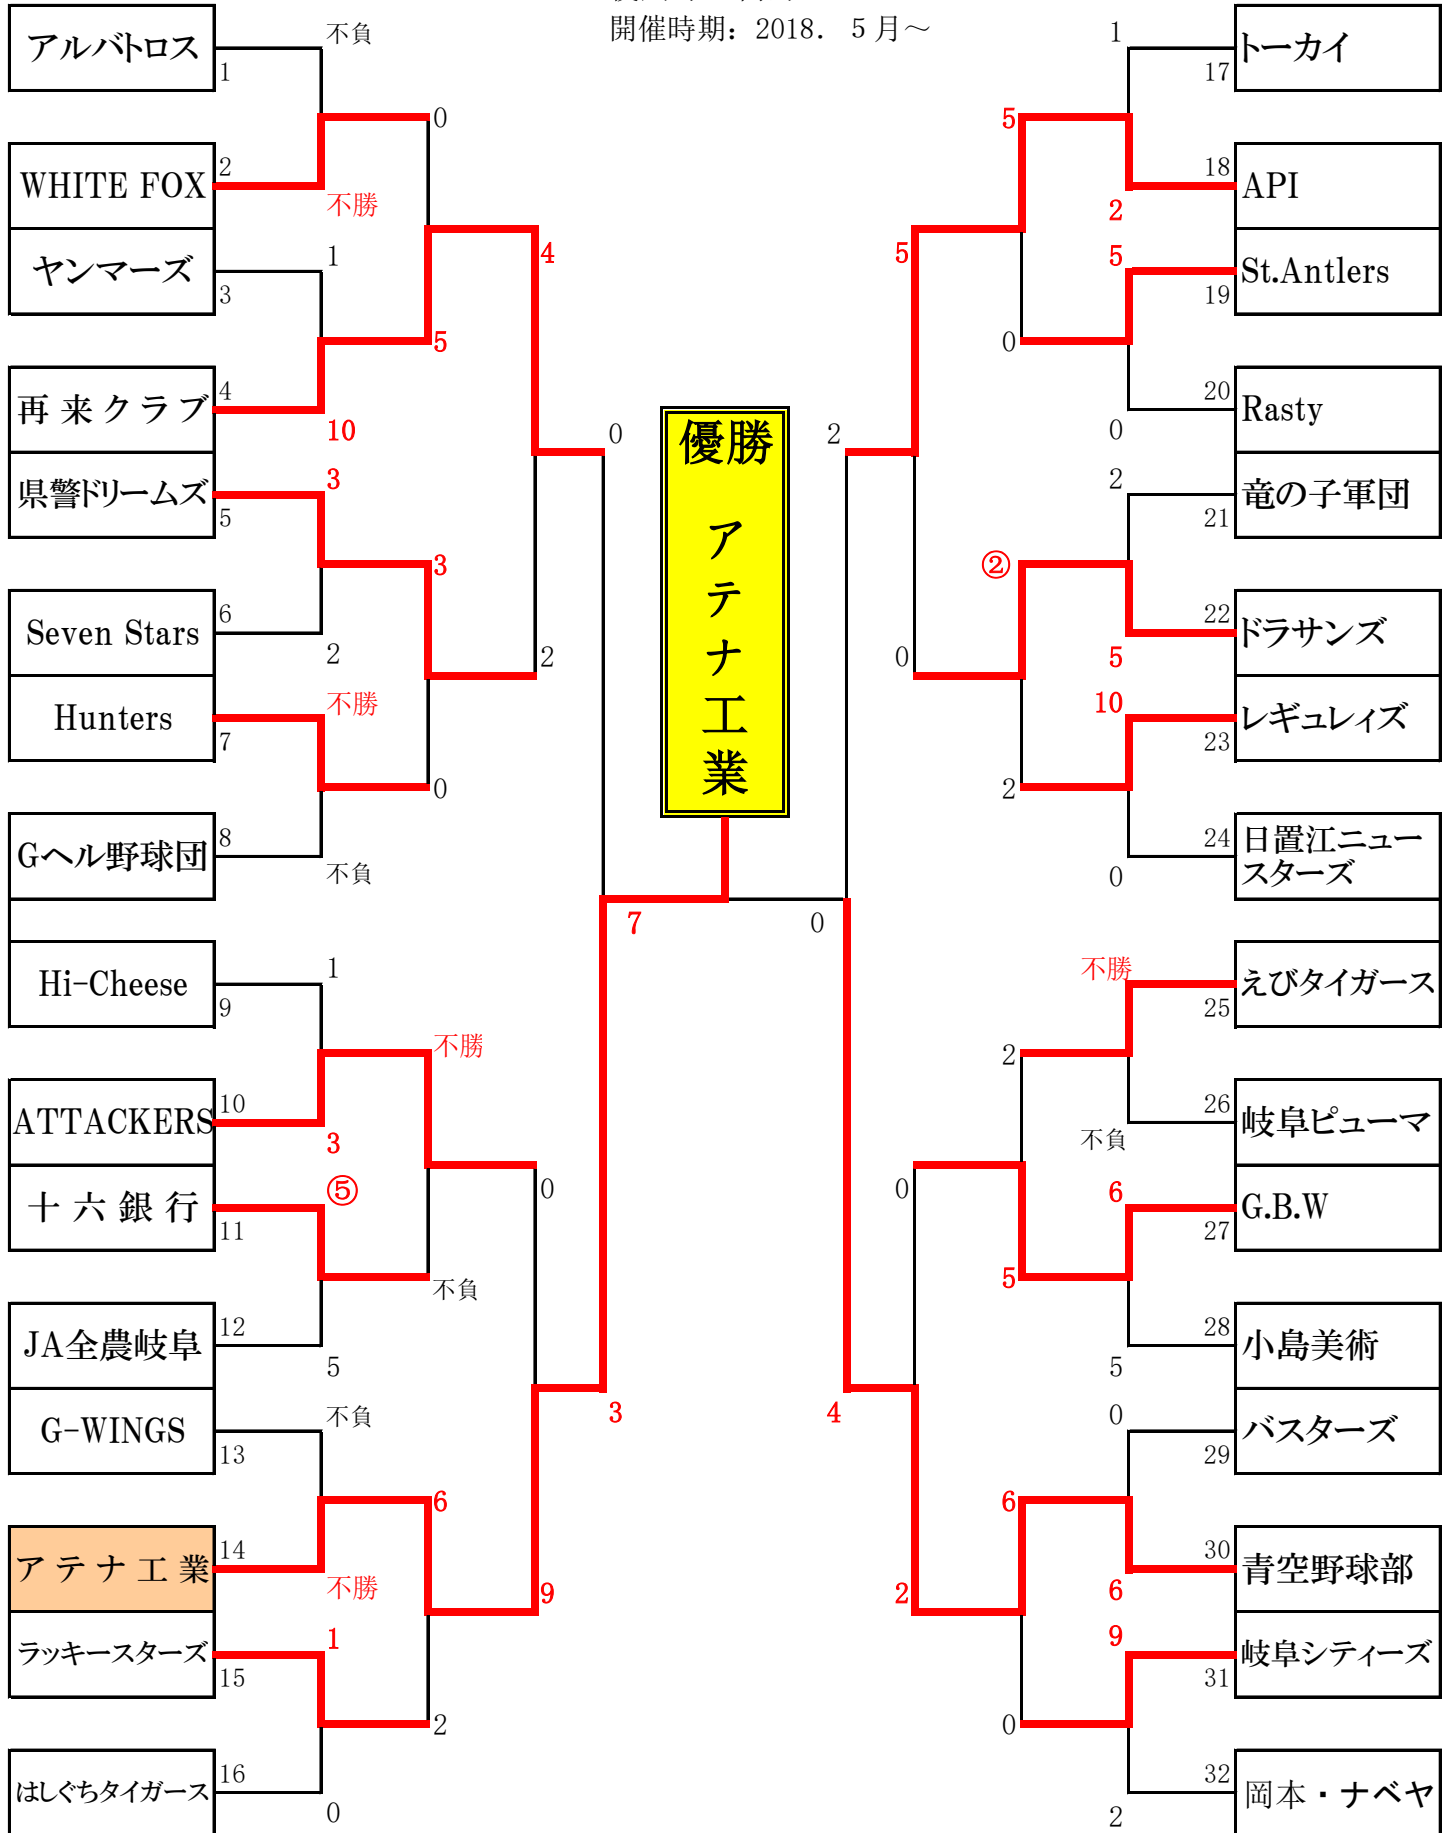 開催時期：2018． 5月～
アルバトロス
1
不負
WHITE FOX
2
不勝
0
ヤンマーズ
3
1
再来クラブ
4
10
5
4
県警ドリームズ
5
3
Seven Stars
6
2
3
Hunters
7
不勝
Gヘル野球団
8
不負
0
2
0
Hi-Cheese
9
1
ATTACKERS
10
3
不勝
十六銀行
11
⑤
JA全農岐阜
12
5
不負
0
G-WINGS
13
不負
アテナ工業
14
不勝
6
ラッキースターズ
15
1
はしぐちタイガース
16
0
2
9
3
7
優勝
アテナ工業
0
トーカイ
17
1
API
18
2
5
St.Antlers
19
5
Rasty
20
0
0
5
竜の子軍団
21
2
ドラサンズ
22
5
②
レギュレィズ
23
10
日置江ニュー
スターズ
24
0
2
0
2
えびタイガース
25
不勝
岐阜ピューマ
26
不負
2
G.B.W
27
6
小島美術
28
5
5
0
バスターズ
29
0
青空野球部
30
6
6
岐阜シティーズ
31
9
岡本・ナベヤ
32
2
0
2
4